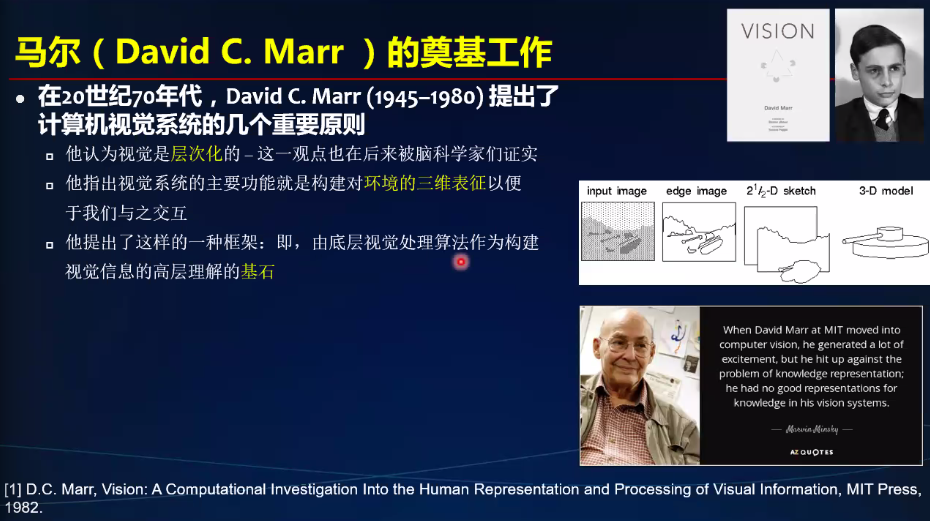 马尔（David C. Marr ）的奠基工作
● 在20世纪70年代，David C. Marr (1945–1980) 提出了
计算机视觉系统的几个重要原则
他认为视觉是层次化的 – 这一观点也在后来被脑科学家们证实
他指出视觉系统的主要功能就是构建对环境的三维表征以便
于我们与之交互
他提出了这样的一种框架：即，由底层视觉处理算法作为构建
视觉信息的高层理解的基石
VISION
David Marr
input image edge image 2¹/₂-D sketch 3-D model
When David Marr at MIT moved into
computer vision, he generated a lot of
excitement, but he hit up against the
problem of knowledge representation;
he had no good representations for
knowledge in his vision systems.
— Marvin Minsky —
AZ QUOTES
[1] D.C. Marr, Vision: A Computational Investigation Into the Human Representation and Processing of Visual Information, MIT Press,
1982.